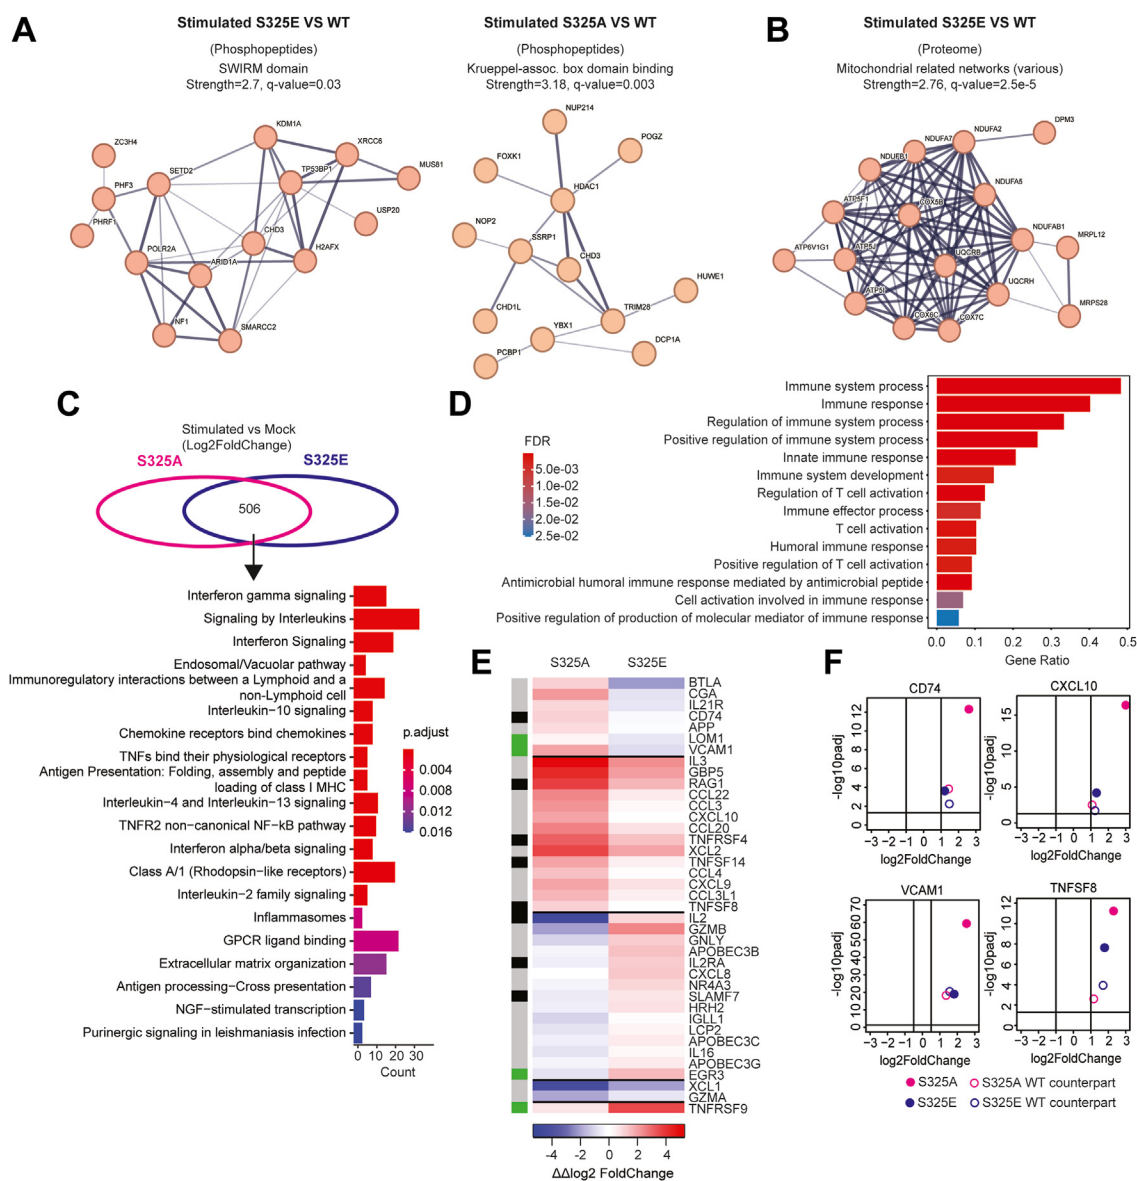 A
Stimulated S325E VS WT
(Phosphopeptides)
SWIRM domain
Strength=2.7, q-value=0.03
KDM1A
XRCC6
ZC3H4
SETD2
TP53BP1
MUS81
PHF3
USP20
PHRF1
CHD3
POLR2A
H2AFX
ARID1A
NF1
SMARCC2
Stimulated S325A VS WT
(Phosphopeptides)
Krueppel-assoc. box domain binding
Strength=3.18, q-value=0.003
NUP214
POGZ
FOXK1
HDAC1
NOP2
SSRP1
CHD3
HUWE1
CHD1L
TRIM28
YBX1
DCP1A
PCBP1
B
Stimulated S325E VS WT
(Proteome)
Mitochondrial related networks (various)
Strength=2.76, q-value=2.5e-5
DPM3
NDUFA7
NDUFA2
NDUFB1
NDUFA5
ATP5F1
COX5B
NDUFAB1
MRPL12
ATP6V1G1
ATP5J
UQCRB
UQCRH
ATP5I
MRPS28
COX6C
COX7C
C
Stimulated vs Mock
(Log2FoldChange)
S325A
S325E
506
Interferon gamma signaling
Signaling by Interleukins
Interferon Signaling
Endosomal/Vacuolar pathway
Immunoregulatory interactions between a Lymphoid and a
non-Lymphoid cell
Interleukin-10 signaling
Chemokine receptors bind chemokines
TNFs bind their physiological receptors
Antigen Presentation: Folding, assembly and peptide
loading of class I MHC
Interleukin-4 and Interleukin-13 signaling
TNFR2 non-canonical NF-kB pathway
Interferon alpha/beta signaling
Class A/1 (Rhodopsin-like receptors)
Interleukin-2 family signaling
Inflammasomes
GPCR ligand binding
Extracellular matrix organization
Antigen processing-Cross presentation
NGF-stimulated transcription
Purinergic signaling in leishmaniasis infection
0 10 20 30
Count
p.adjust
0.004
0.008
0.012
0.016
D
FDR
5.0e-03
1.0e-02
1.5e-02
2.0e-02
2.5e-02
Immune system process
Immune response
Regulation of immune system process
Positive regulation of immune system process
Innate immune response
Immune system development
Regulation of T cell activation
Immune effector process
T cell activation
Humoral immune response
Positive regulation of T cell activation
Antimicrobial humoral immune response mediated by antimicrobial peptide
Cell activation involved in immune response
Positive regulation of production of molecular mediator of immune response
0.0 0.1 0.2 0.3 0.4 0.5
Gene Ratio
E
S325A S325E
BTLA
CGA
IL21R
CD74
APP
LOM1
VCAM1
IL3
GBP5
RAG1
CCL22
CCL3
CXCL10
CCL20
TNFRSF4
XCL2
TNFSF14
CCL4
CXCL9
CCL3L1
TNFSF8
IL2
GZMB
GNLY
APOBEC3B
IL2RA
CXCL8
NR4A3
SLAMF7
HRH2
IGLL1
LCP2
APOBEC3C
IL16
APOBEC3G
EGR3
XCL1
GZMA
TNFRSF9
-4 -2 0 2 4
ΔΔlog2 FoldChange
F
CD74
-log10padj
0 2 4 6 8 10 12
−3 −2 −1 0 1 2 3
log2FoldChange
CXCL10
-log10padj
0 5 10 15
−3 −2 −1 0 1 2 3
log2FoldChange
VCAM1
-log10padj
0 10 20 30 40 50 60 70
−3 −2 −1 0 1 2 3
log2FoldChange
TNFSF8
-log10padj
0 2 4 6 8 10 12
−3 −2 −1 0 1 2 3
log2FoldChange
S325A
S325A WT counterpart
S325E
S325E WT counterpart